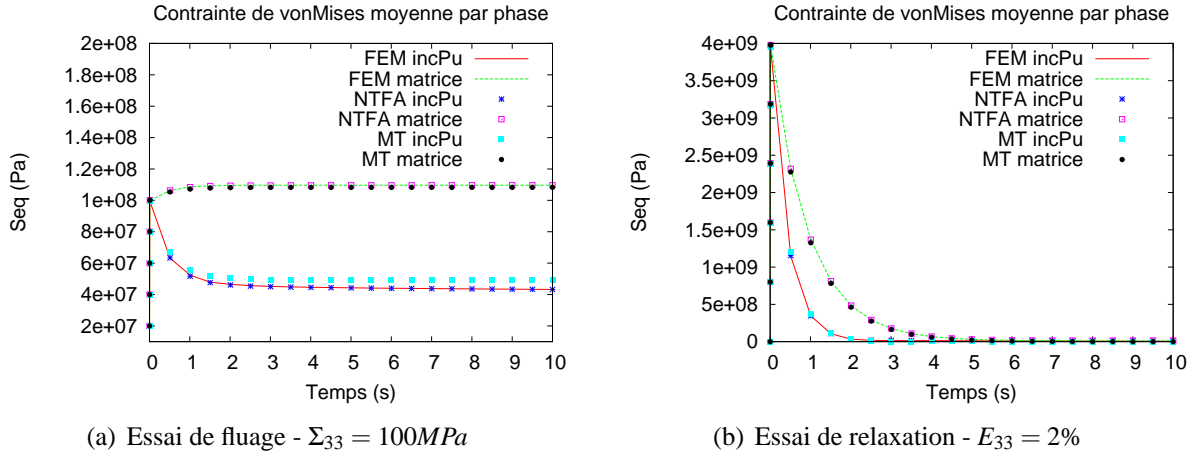 Contrainte de vonMises moyenne par phase
2e+08
1.8e+08
1.6e+08
1.4e+08
1.2e+08
1e+08
8e+07
6e+07
4e+07
2e+07
Seq (Pa)
FEM incPu
FEM matrice
NTFA incPu
NTFA matrice
MT incPu
MT matrice
0 1 2 3 4 5 6 7 8 9 10
Temps (s)
(a) Essai de fluage - Σ33 = 100MPa
Contrainte de vonMises moyenne par phase
4e+09
3.5e+09
3e+09
2.5e+09
2e+09
1.5e+09
1e+09
5e+08
0
Seq (Pa)
FEM incPu
FEM matrice
NTFA incPu
NTFA matrice
MT incPu
MT matrice
0 1 2 3 4 5 6 7 8 9 10
Temps (s)
(b) Essai de relaxation - E33 = 2%